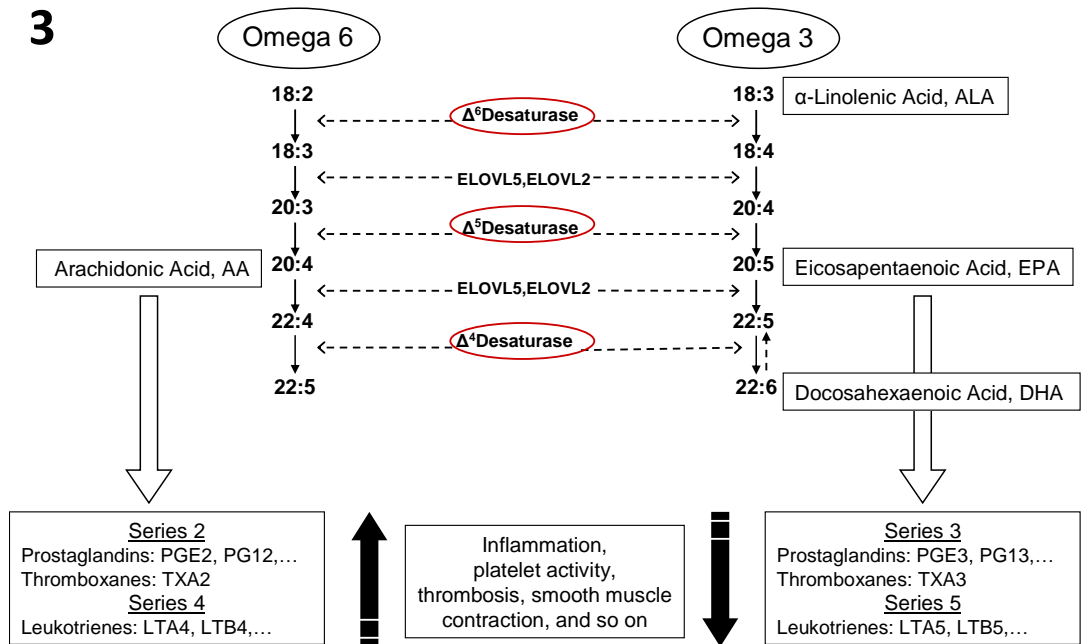 3
Omega 6
Omega 3
18:2
Δ⁶Desaturase
18:3
α-Linolenic Acid, ALA
18:3
ELOVL5,ELOVL2
18:4
20:3
Δ⁵Desaturase
20:4
Arachidonic Acid, AA
20:4
ELOVL5,ELOVL2
20:5
Eicosapentaenoic Acid, EPA
22:4
Δ⁴Desaturase
22:5
22:5
22:6
Docosahexaenoic Acid, DHA
Series 2
Prostaglandins: PGE2, PG12,…
Thromboxanes: TXA2
Series 4
Leukotrienes: LTA4, LTB4,…
Inflammation,
platelet activity,
thrombosis, smooth muscle
contraction, and so on
Series 3
Prostaglandins: PGE3, PG13,…
Thromboxanes: TXA3
Series 5
Leukotrienes: LTA5, LTB5,…